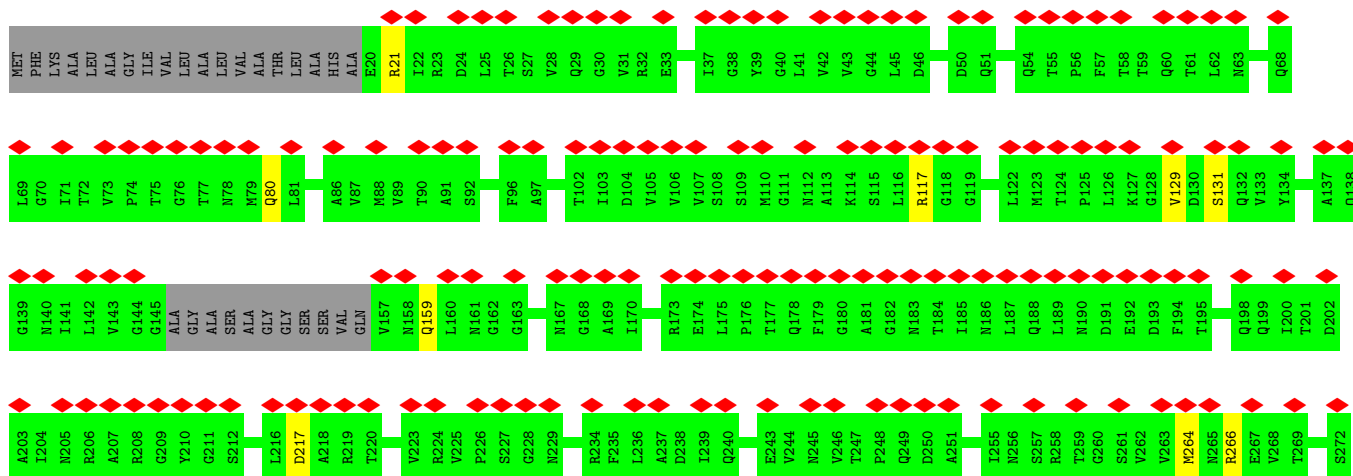 MET PHE LYS ALA LEU ALA GLY ILE VAL LEU ALA LEU VAL ALA THR LEU ALA HIS ALA E20 R21 I22 R23 D24 L25 T26 S27 V28 Q29 G30 V31 R32 E33 I37 G38 Y39 G40 L41 V42 V43 G44 L45 D46 D50 Q51 Q54 T55 P56 F57 T58 T59 Q60 T61 L62 N63 Q68
L69 G70 I71 T72 V73 P74 T75 G76 T77 N78 M79 Q80 L81 A86 V87 M88 V89 T90 A91 S92 F96 A97 T102 I103 D104 V105 V106 V107 S108 S109 M110 G111 N112 A113 K114 S115 L116 R117 G118 G119 L122 M123 T124 P125 L126 K127 G128 V129 D130 S131 Q132 V133 Y134 A137 Q138
G139 N140 I141 L142 V143 G144 G145 ALA GLY ALA SER ALA GLY GLY SER SER VAL GLN V157 N158 Q159 L160 N161 G162 G163 N167 G168 A169 I170 R173 E174 L175 P176 T177 Q178 F179 G180 A181 G182 N183 T184 I185 N186 L187 Q188 L189 N190 D191 E192 D193 F194 T195 Q198 Q199 I200 T201 D202
A203 I204 N205 R206 A207 R208 G209 Y210 G211 S212 L216 D217 A218 R219 T220 V223 R224 V225 P226 S227 G228 N229 R234 F235 L236 A237 D238 I239 Q240 E243 V244 N245 V246 T247 P248 Q249 D250 A251 I255 N256 S257 R258 T259 G260 S261 V262 V263 M264 N265 R266 E267 V268 T269 S272